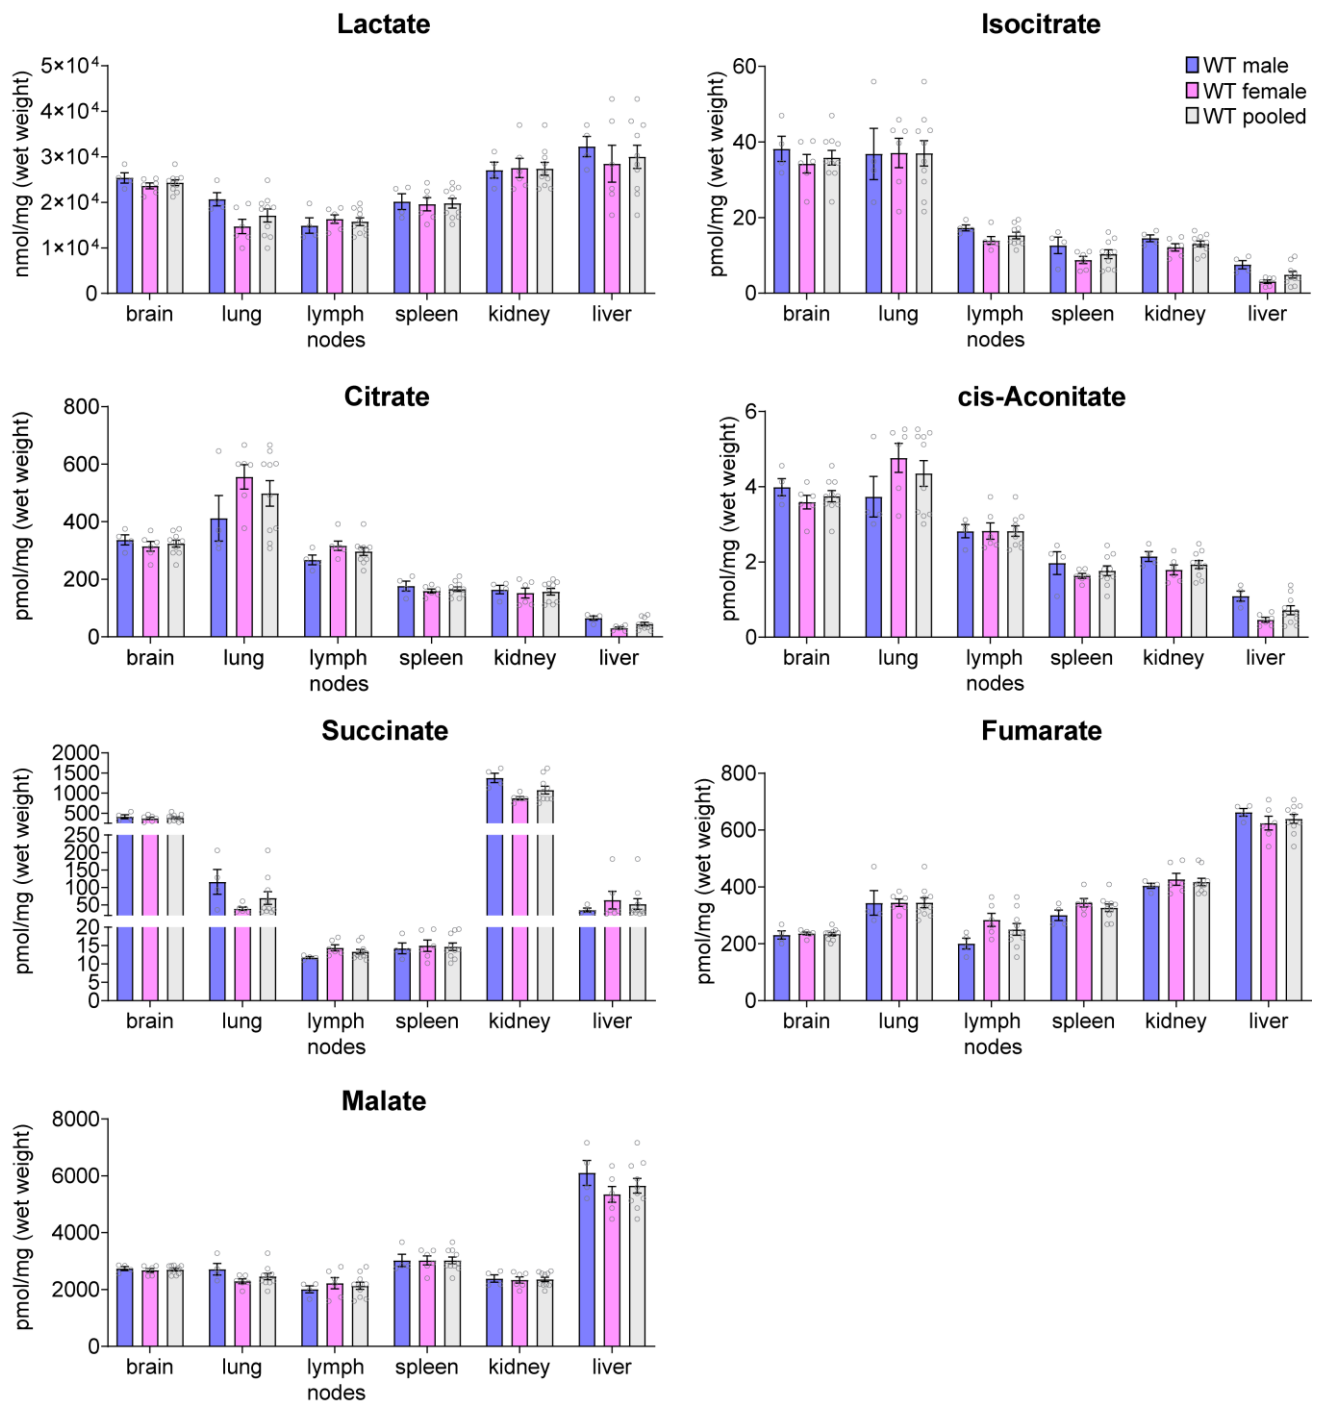 Lactate
nmol/mg (wet weight)
5×10⁴
4×10⁴
3×10⁴
2×10⁴
1×10⁴
0
brain lung lymph nodes spleen kidney liver
Isocitrate
pmol/mg (wet weight)
60
40
20
0
WT male
WT female
WT pooled
brain lung lymph nodes spleen kidney liver
Citrate
pmol/mg (wet weight)
800
600
400
200
0
brain lung lymph nodes spleen kidney liver
cis-Aconitate
pmol/mg (wet weight)
6
4
2
0
brain lung lymph nodes spleen kidney liver
Succinate
pmol/mg (wet weight)
2000
1500
1000
500
250
200
150
100
50
20
15
10
5
0
brain lung lymph nodes spleen kidney liver
Fumarate
pmol/mg (wet weight)
800
600
400
200
0
brain lung lymph nodes spleen kidney liver
Malate
pmol/mg (wet weight)
8000
6000
4000
2000
0
brain lung lymph nodes spleen kidney liver